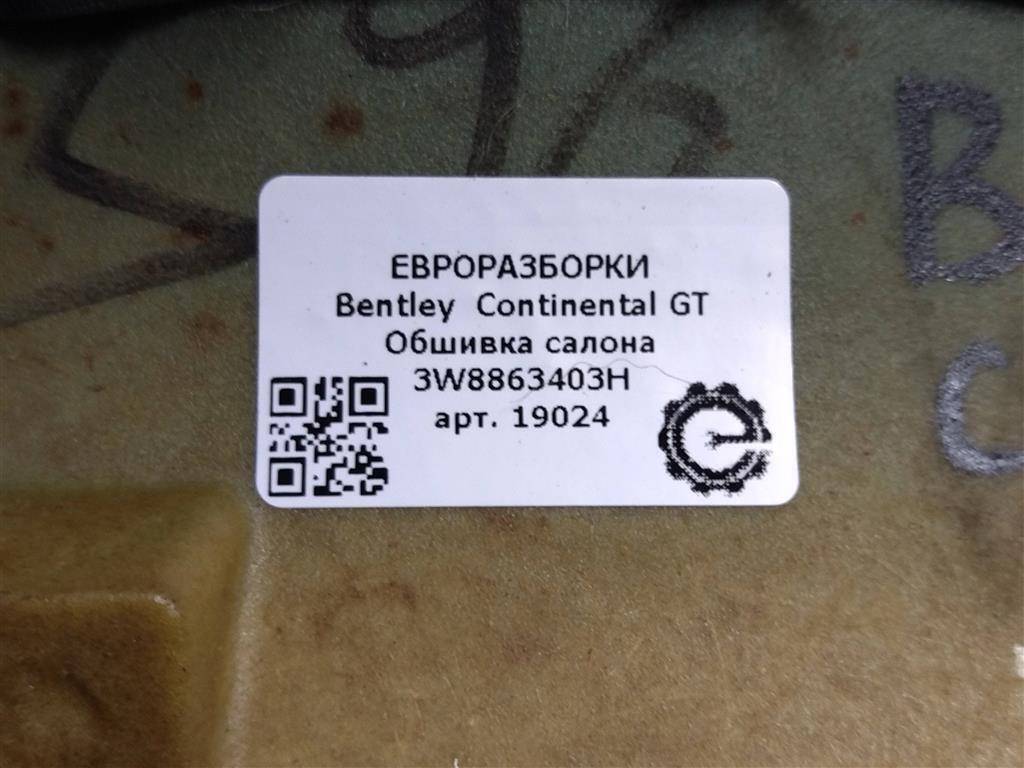 ЕВРОРАЗБОРКИ
Bentley Continental GT
Обшивка салона
3W8863403H
арт. 19024
B
C